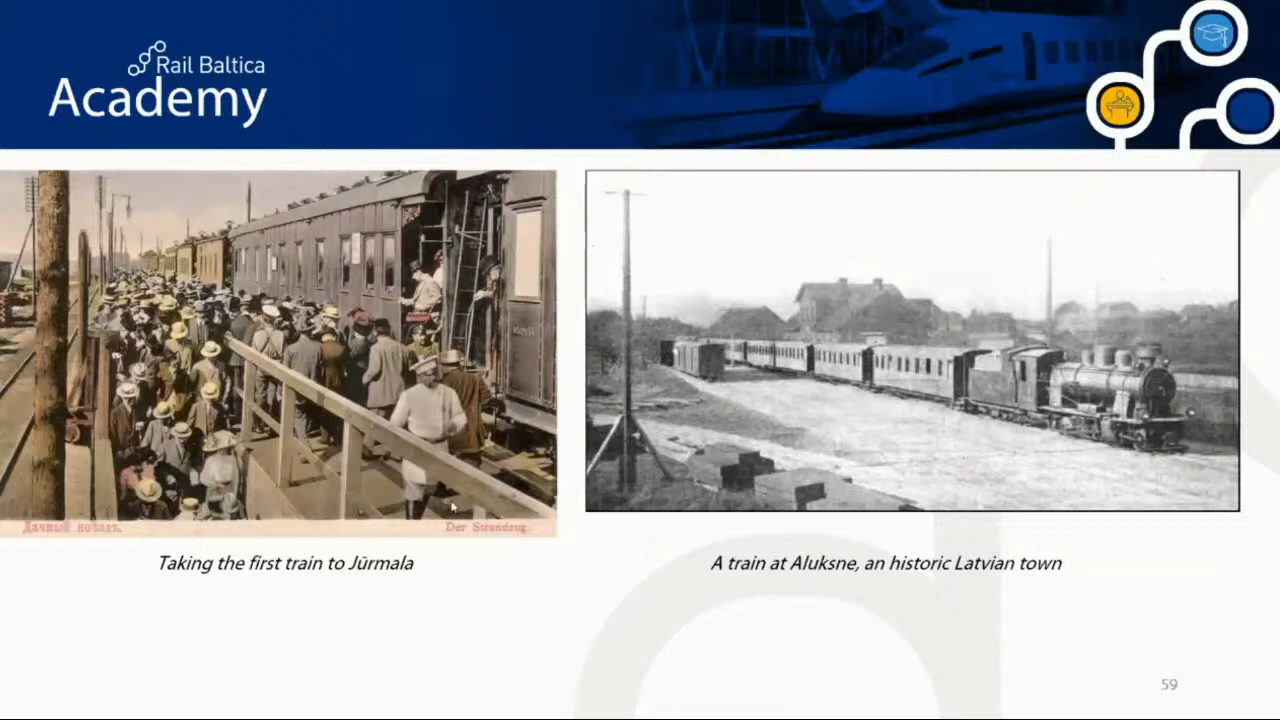 Rail Baltica
Academy
Дачный поѣздъ.
Der Strandzug.
Taking the first train to Jūrmala
A train at Aluksne, an historic Latvian town
59